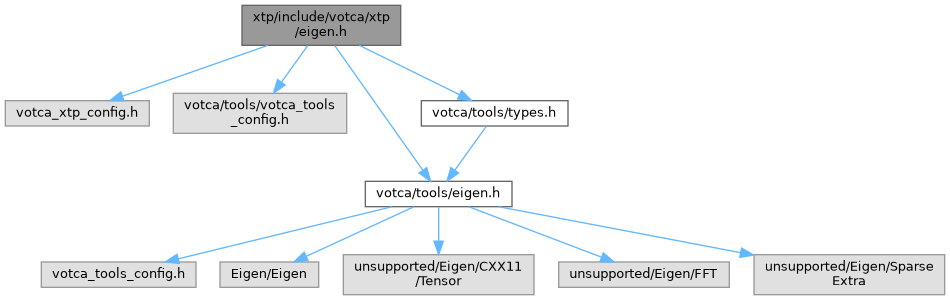 xtp/include/votca/xtp
/eigen.h
votca_xtp_config.h
votca/tools/votca_tools
_config.h
votca/tools/types.h
votca/tools/eigen.h
votca_tools_config.h
Eigen/Eigen
unsupported/Eigen/CXX11
/Tensor
unsupported/Eigen/FFT
unsupported/Eigen/Sparse
Extra